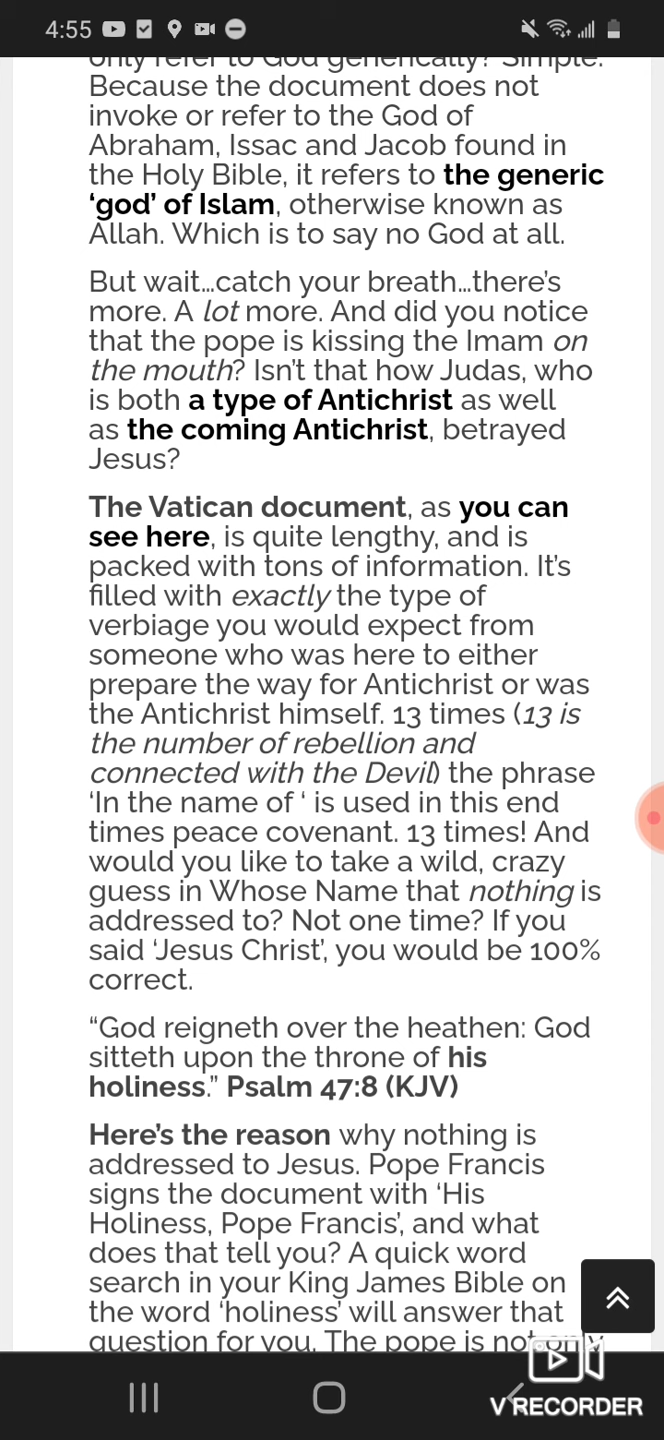 4:55
only refer to God generically? Simple.
Because the document does not
invoke or refer to the God of
Abraham, Issac and Jacob found in
the Holy Bible, it refers to the generic
‘god’ of Islam, otherwise known as
Allah. Which is to say no God at all.
But wait…catch your breath…there’s
more. A lot more. And did you notice
that the pope is kissing the Imam on
the mouth? Isn’t that how Judas, who
is both a type of Antichrist as well
as the coming Antichrist, betrayed
Jesus?
The Vatican document, as you can
see here, is quite lengthy, and is
packed with tons of information. It’s
filled with exactly the type of
verbiage you would expect from
someone who was here to either
prepare the way for Antichrist or was
the Antichrist himself. 13 times (13 is
the number of rebellion and
connected with the Devil) the phrase
‘In the name of ‘ is used in this end
times peace covenant. 13 times! And
would you like to take a wild, crazy
guess in Whose Name that nothing is
addressed to? Not one time? If you
said ‘Jesus Christ’, you would be 100%
correct.
“God reigneth over the heathen: God
sitteth upon the throne of his
holiness.” Psalm 47:8 (KJV)
Here’s the reason why nothing is
addressed to Jesus. Pope Francis
signs the document with ‘His
Holiness, Pope Francis’, and what
does that tell you? A quick word
search in your King James Bible on
the word ‘holiness’ will answer that
question for you. The pope is not only
V RECORDER